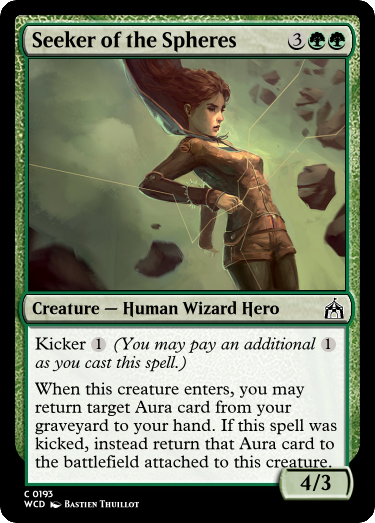 Seeker of the Spheres 3
Creature — Human Wizard Hero
Kicker 1 (You may pay an additional 1
as you cast this spell.)
When this creature enters, you may
return target Aura card from your
graveyard to your hand. If this spell was
kicked, instead return that Aura card to
the battlefield attached to this creature.
4/3
C 0193
WCD Bastien Thuillot